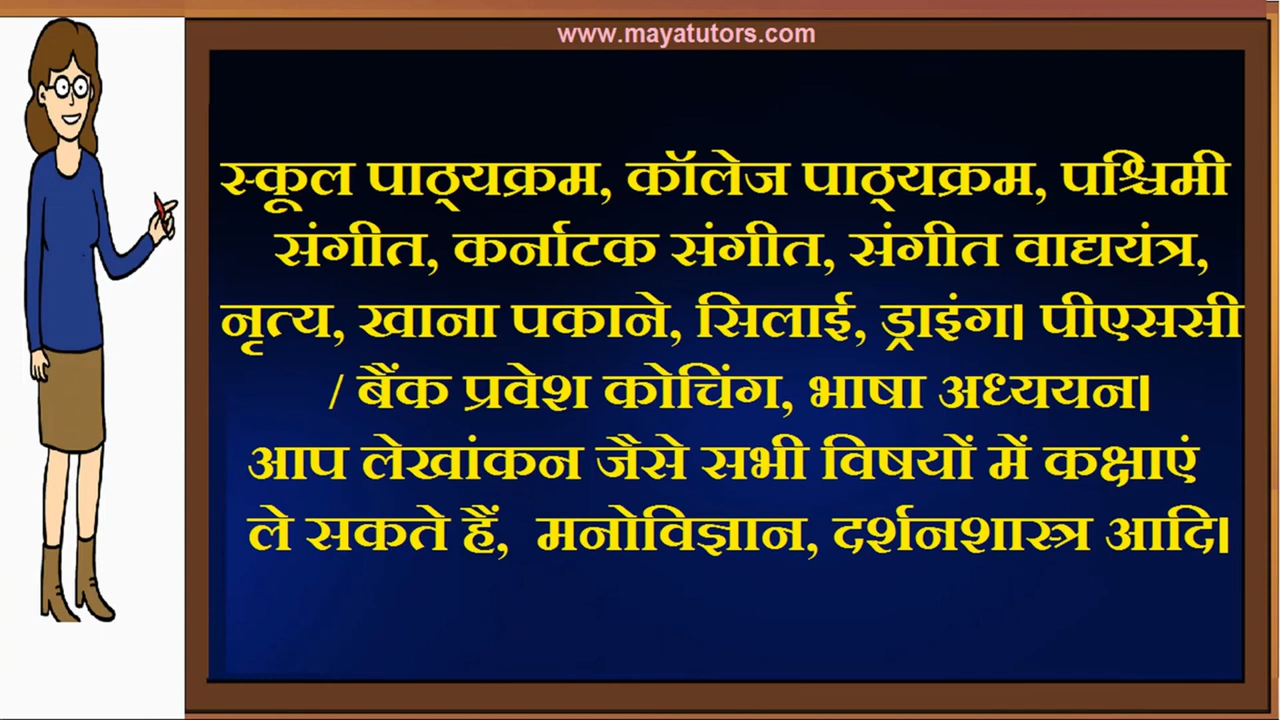 www.mayatutors.com
स्कूल पाठ्यक्रम, कॉलेज पाठ्यक्रम, पश्चिमी
संगीत, कर्नाटक संगीत, संगीत वाद्ययंत्र,
नृत्य, खाना पकाने, सिलाई, ड्राइंग। पीएससी
/ बैंक प्रवेश कोचिंग, भाषा अध्ययन।
आप लेखांकन जैसे सभी विषयों में कक्षाएं
ले सकते हैं, मनोविज्ञान, दर्शनशास्त्र आदि।